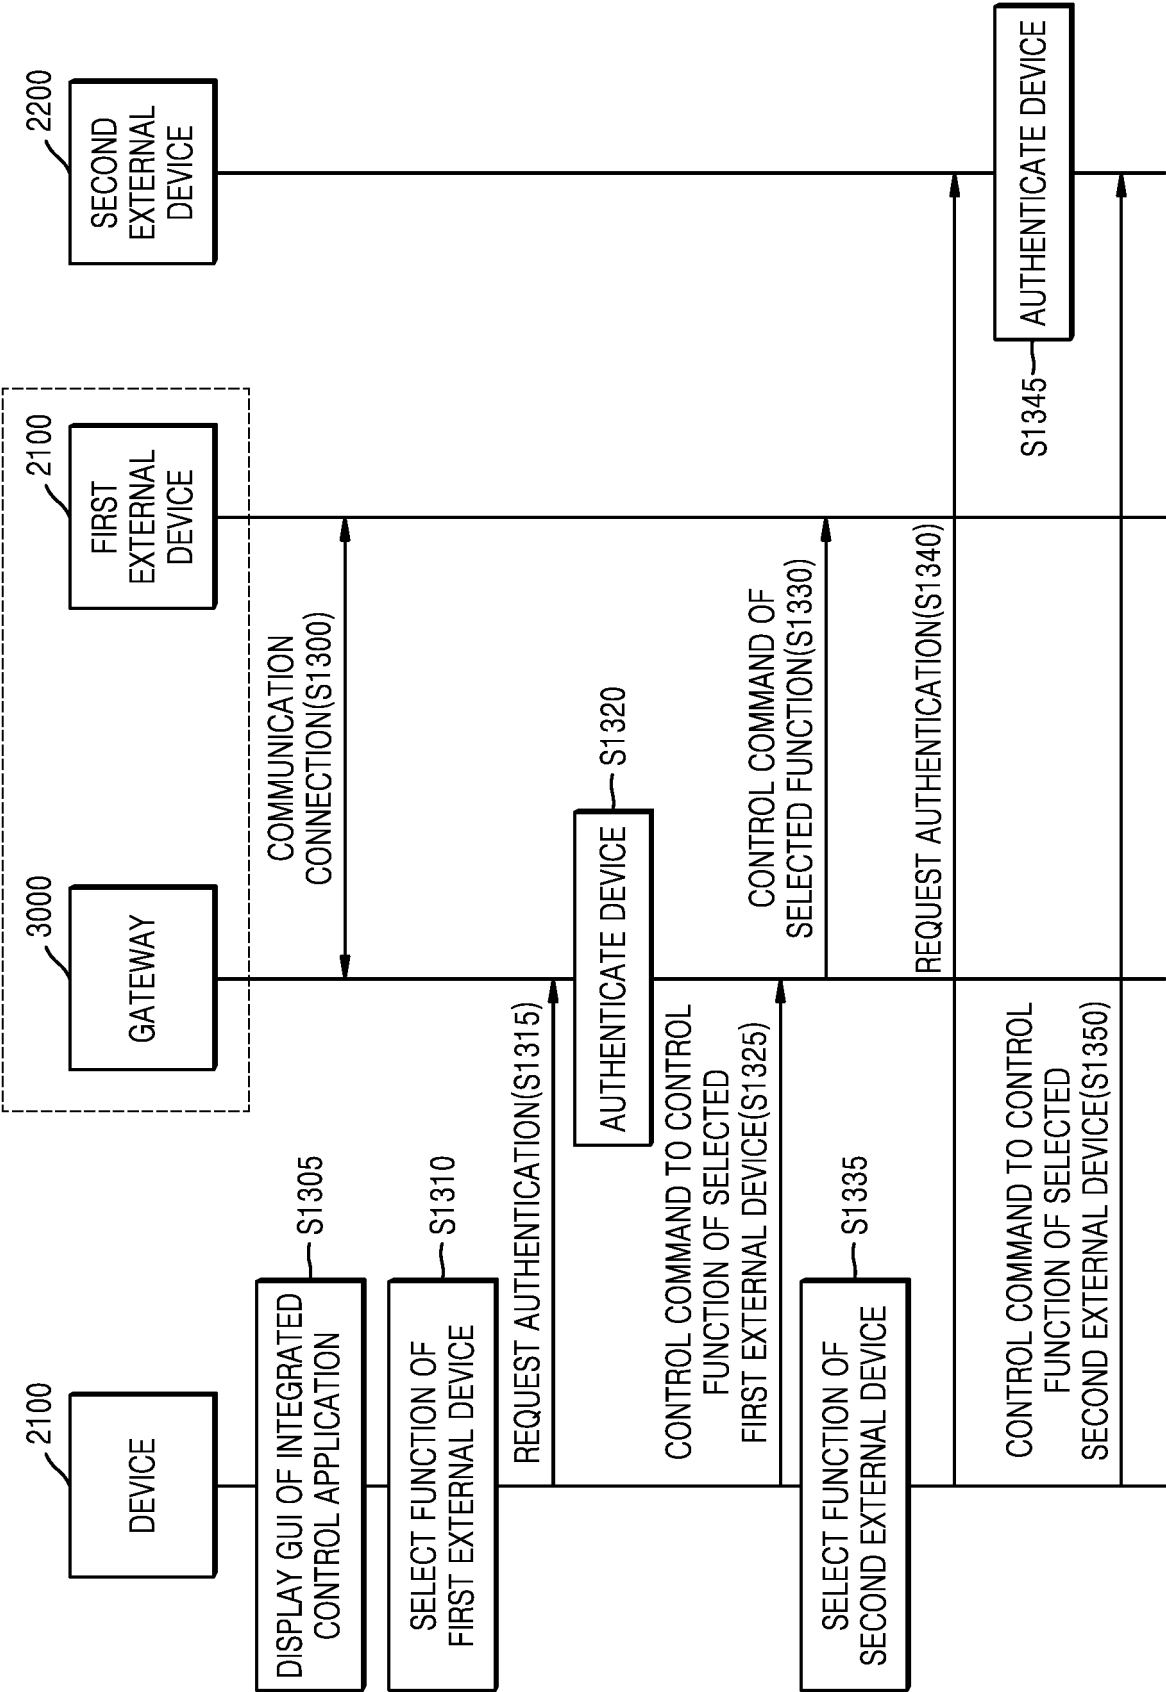 2100
DEVICE
3000
GATEWAY
2100
FIRST
EXTERNAL
DEVICE
2200
SECOND
EXTERNAL
DEVICE
COMMUNICATION
CONNECTION(S1300)
DISPLAY GUI OF INTEGRATED
CONTROL APPLICATION
S1305
SELECT FUNCTION OF
FIRST EXTERNAL DEVICE
S1310
REQUEST AUTHENTICATION(S1315)
AUTHENTICATE DEVICE
S1320
CONTROL COMMAND TO CONTROL
FUNCTION OF SELECTED
FIRST EXTERNAL DEVICE(S1325)
CONTROL COMMAND OF
SELECTED FUNCTION(S1330)
SELECT FUNCTION OF
SECOND EXTERNAL DEVICE
S1335
REQUEST AUTHENTICATION(S1340)
S1345
AUTHENTICATE DEVICE
CONTROL COMMAND TO CONTROL
FUNCTION OF SELECTED
SECOND EXTERNAL DEVICE(S1350)